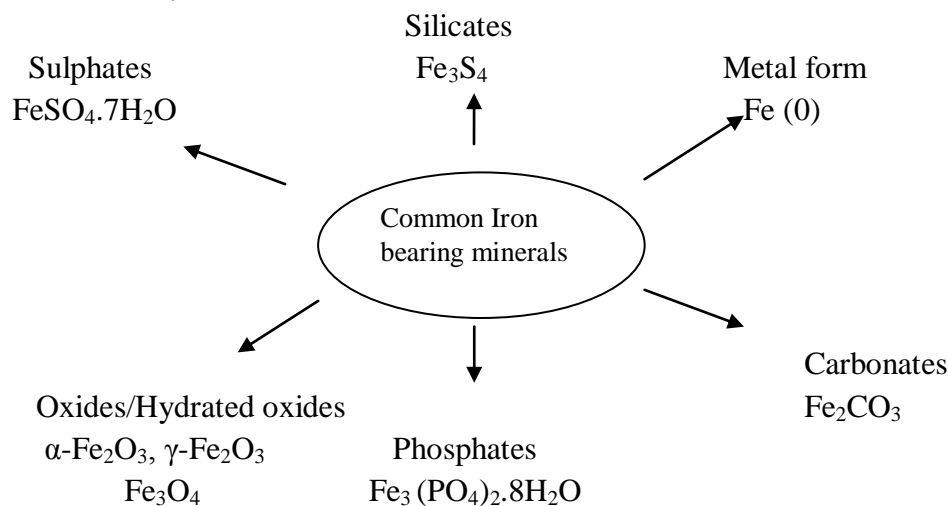 Silicates
Fe₃S₄
Sulphates
FeSO₄.7H₂O
Metal form
Fe (0)
Common Iron
bearing minerals
Carbonates
Fe₂CO₃
Oxides/Hydrated oxides
α-Fe₂O₃, γ-Fe₂O₃
Fe₃O₄
Phosphates
Fe₃ (PO₄)₂.8H₂O